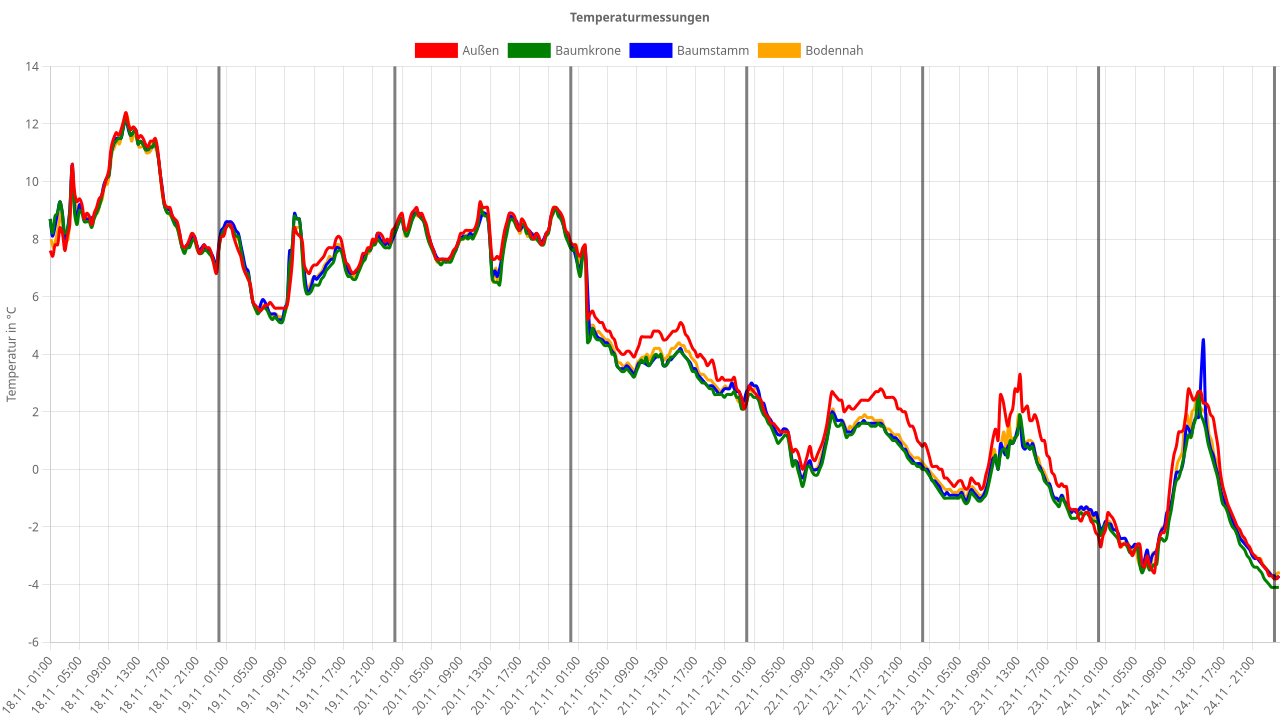 Temperaturmessungen
Außen Baumkrone Baumstamm Bodennah
Temperatur in °C
14
12
10
8
6
4
2
0
-2
-4
-6
18.11 - 01:00
18.11 - 05:00
18.11 - 09:00
18.11 - 13:00
18.11 - 17:00
18.11 - 21:00
19.11 - 01:00
19.11 - 05:00
19.11 - 09:00
19.11 - 13:00
19.11 - 17:00
19.11 - 21:00
20.11 - 01:00
20.11 - 05:00
20.11 - 09:00
20.11 - 13:00
20.11 - 17:00
20.11 - 21:00
21.11 - 01:00
21.11 - 05:00
21.11 - 09:00
21.11 - 13:00
21.11 - 17:00
21.11 - 21:00
22.11 - 01:00
22.11 - 05:00
22.11 - 09:00
22.11 - 13:00
22.11 - 17:00
22.11 - 21:00
23.11 - 01:00
23.11 - 05:00
23.11 - 09:00
23.11 - 13:00
23.11 - 17:00
23.11 - 21:00
24.11 - 01:00
24.11 - 05:00
24.11 - 09:00
24.11 - 13:00
24.11 - 17:00
24.11 - 21:00